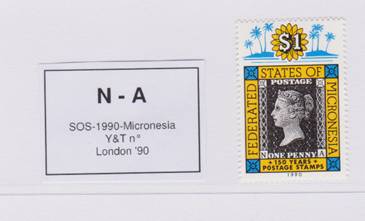 N - A
SOS-1990-Micronesia
Y&T n°
London '90
$1
FEDERATED STATES OF MICRONESIA
POSTAGE
N ONE PENNY A
150 YEARS
POSTAGE STAMPS
1990